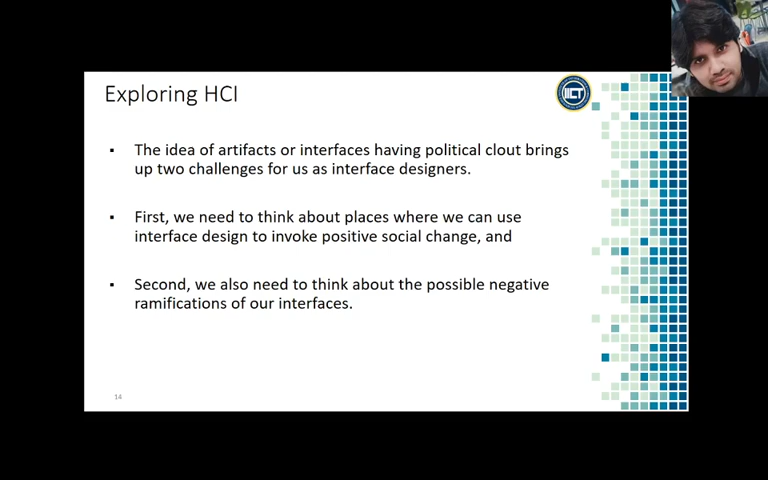 Exploring HCI
IICT
▪ The idea of artifacts or interfaces having political clout brings
up two challenges for us as interface designers.
▪ First, we need to think about places where we can use
interface design to invoke positive social change, and
▪ Second, we also need to think about the possible negative
ramifications of our interfaces.
14